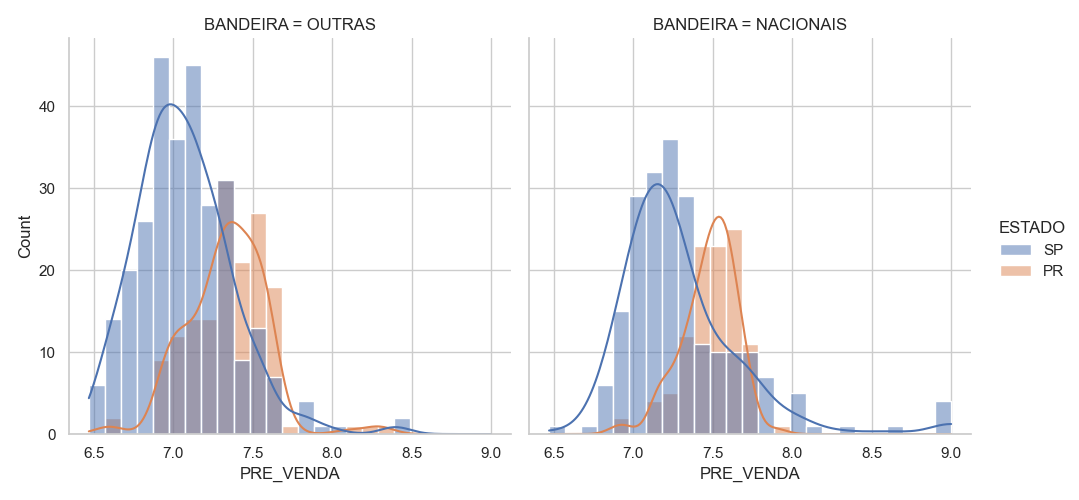 BANDEIRA = OUTRAS
BANDEIRA = NACIONAIS
Count
40
30
20
10
0
6.5 7.0 7.5 8.0 8.5 9.0
PRE_VENDA
6.5 7.0 7.5 8.0 8.5 9.0
PRE_VENDA
ESTADO
SP
PR